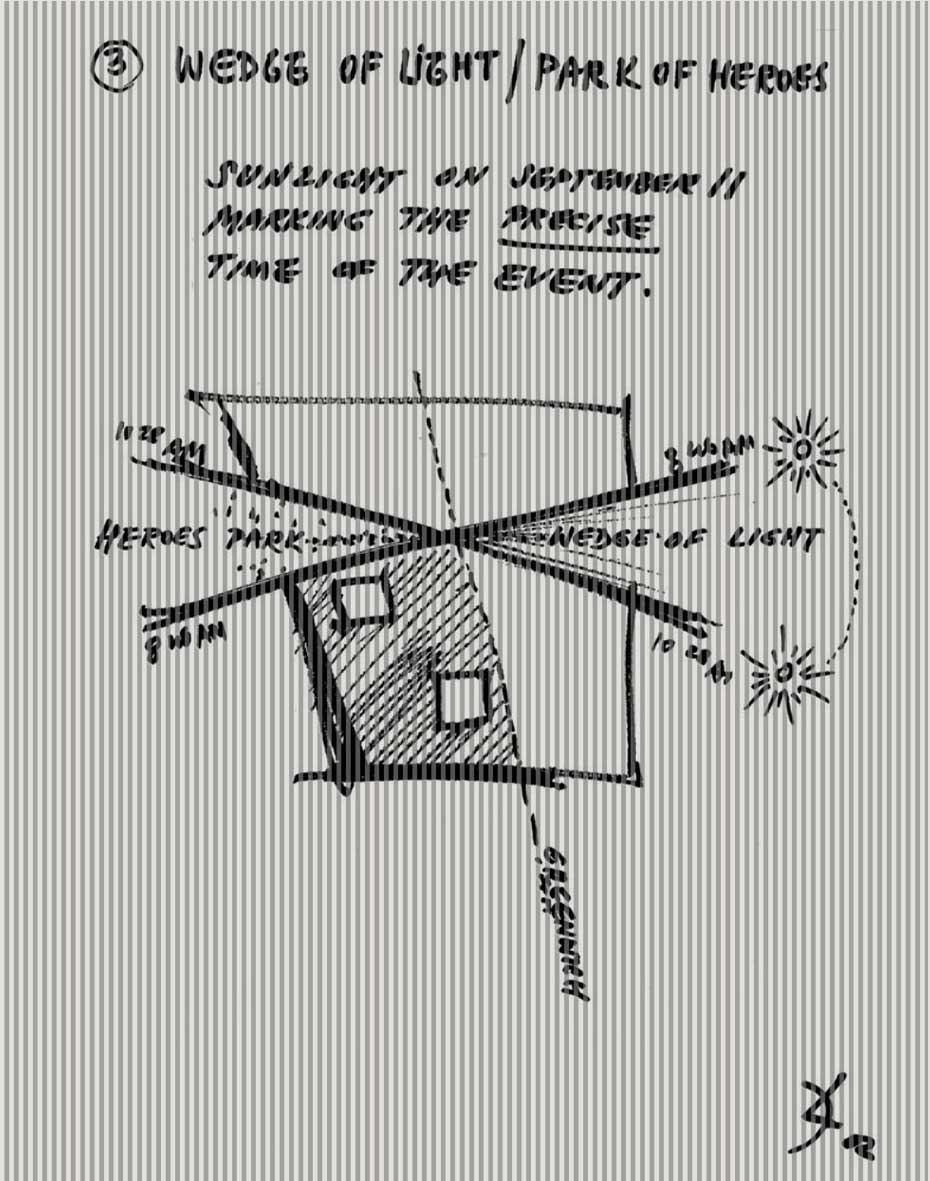 3 WEDGE OF LIGHT / PARK OF HEROES
SUNLIGHT ON SEPTEMBER 11
MARKING THE PRECISE
TIME OF THE EVENT.
10 28 AM
8 46 AM
HEROES PARK
WEDGE OF LIGHT
8 46 AM
10 28 AM
GREENWICH
02